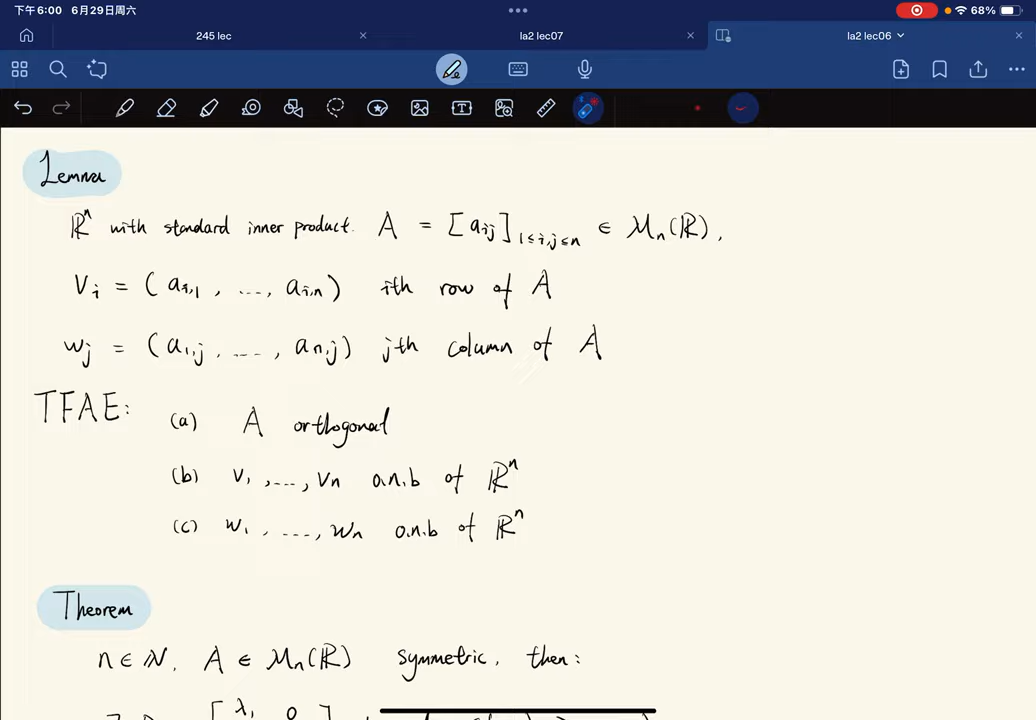 下午6:00 6月29日周六
68%
245 lec
la2 lec07
la2 lec06
Lemma
ℝⁿ with standard inner product. A = [aij]1≤i,j≤n ∈ Mn(ℝ),
Vi = (ai,1, ..., ai,n) ith row of A
wj = (a1,j, ..., an,j) jth column of A
TFAE:
(a) A orthogonal
(b) v1, ..., vn o.n.b of ℝⁿ
(c) w1, ..., wn o.n.b of ℝⁿ
Theorem
n ∈ ℕ, A ∈ Mn(ℝ) symmetric, then:
λ1 0